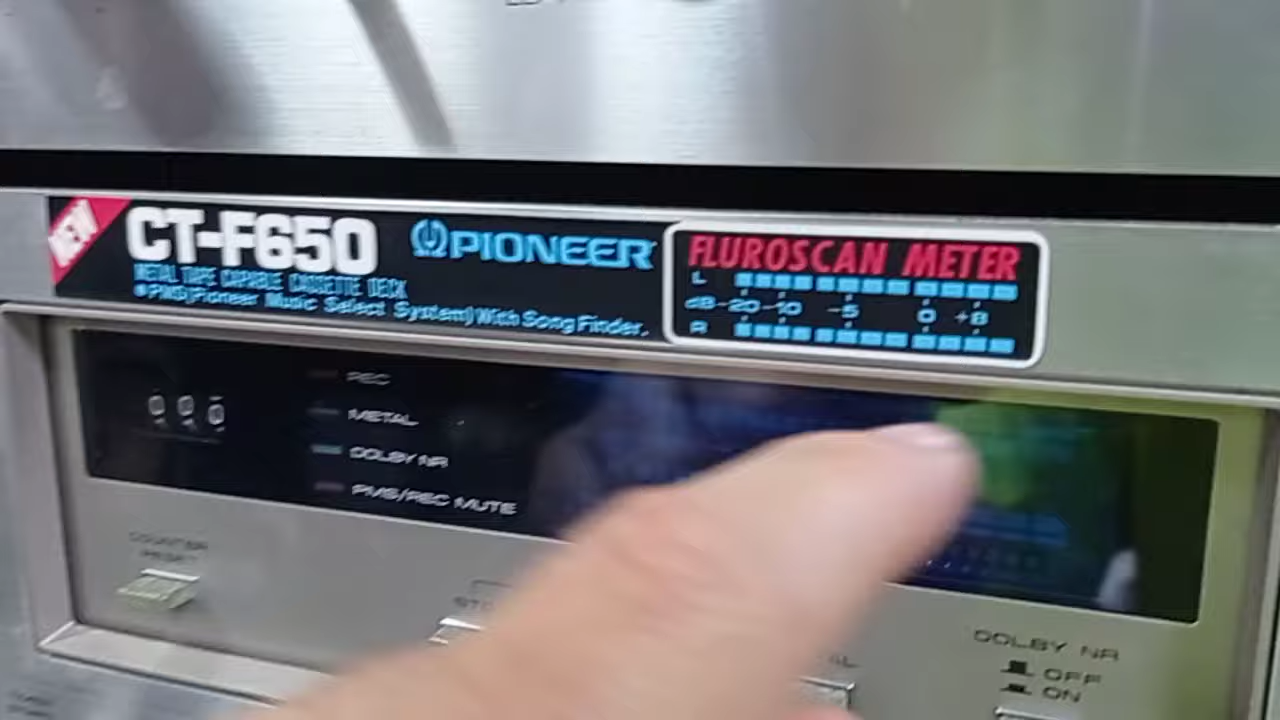 NEW
CT-F650
PIONEER
METAL TAPE CAPABLE CASSETTE DECK
PMS(Pioneer Music Select System) With Song Finder.
FLUROSCAN METER
L
dB -20 -10 -5 0 +8
R
000
REC
METAL
DOLBY NR
PMS/REC MUTE
COUNTER
RESET
DOLBY NR
OFF
ON